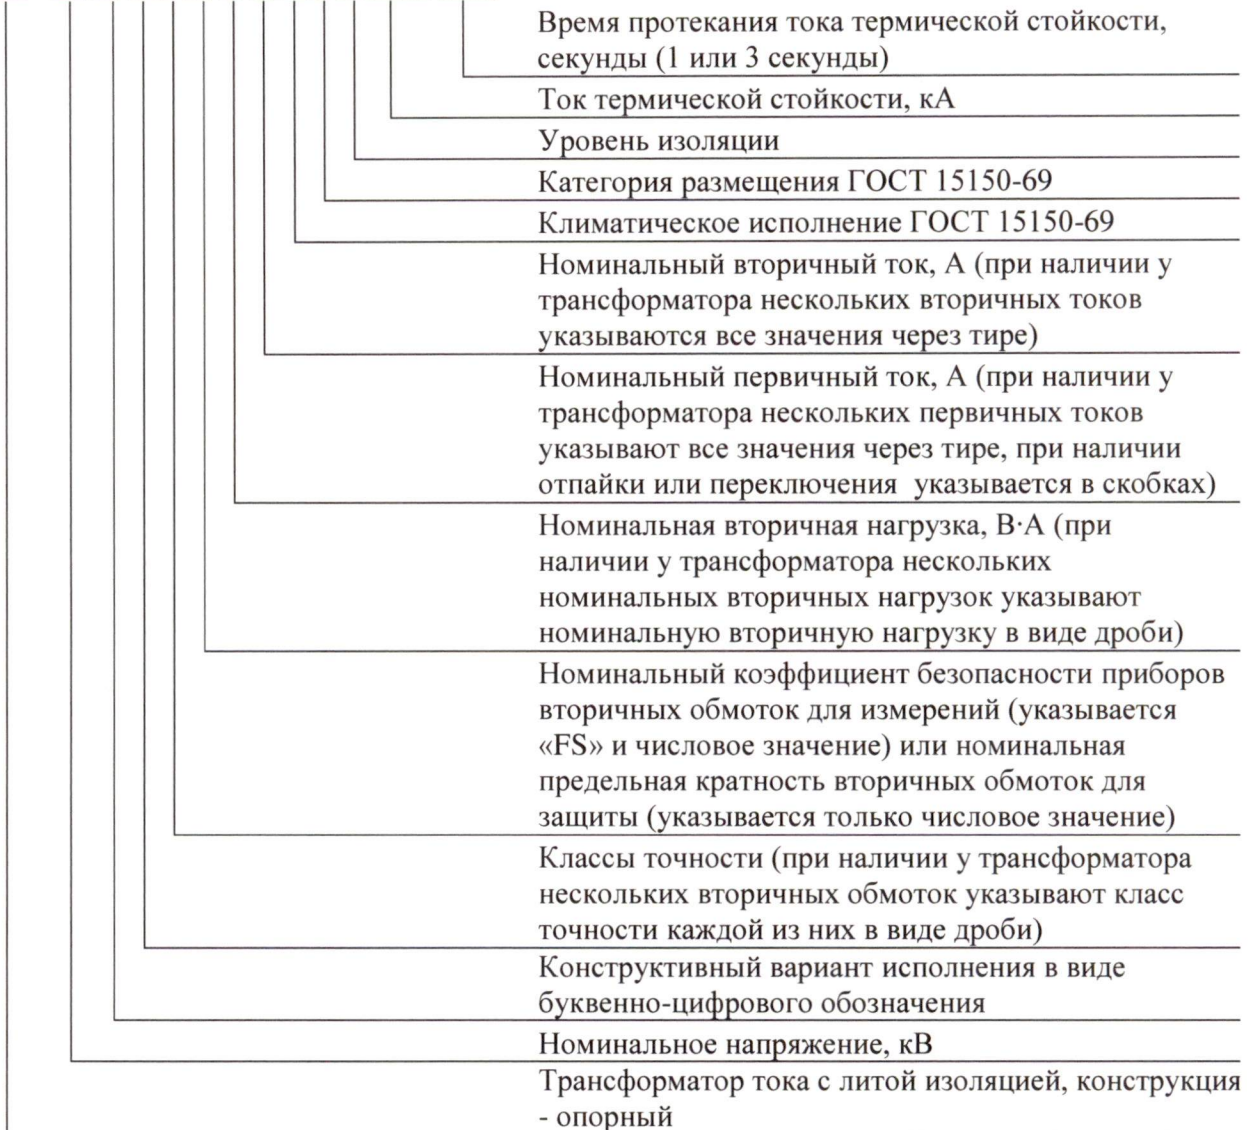 Время протекания тока термической стойкости,
секунды (1 или 3 секунды)
Ток термической стойкости, кА
Уровень изоляции
Категория размещения ГОСТ 15150-69
Климатическое исполнение ГОСТ 15150-69
Номинальный вторичный ток, А (при наличии у
трансформатора нескольких вторичных токов
указываются все значения через тире)
Номинальный первичный ток, А (при наличии у
трансформатора нескольких первичных токов
указывают все значения через тире, при наличии
отпайки или переключения указывается в скобках)
Номинальная вторичная нагрузка, В·А (при
наличии у трансформатора нескольких
номинальных вторичных нагрузок указывают
номинальную вторичную нагрузку в виде дроби)
Номинальный коэффициент безопасности приборов
вторичных обмоток для измерений (указывается
«FS» и числовое значение) или номинальная
предельная кратность вторичных обмоток для
защиты (указывается только числовое значение)
Классы точности (при наличии у трансформатора
нескольких вторичных обмоток указывают класс
точности каждой из них в виде дроби)
Конструктивный вариант исполнения в виде
буквенно-цифрового обозначения
Номинальное напряжение, кВ
Трансформатор тока с литой изоляцией, конструкция
- опорный